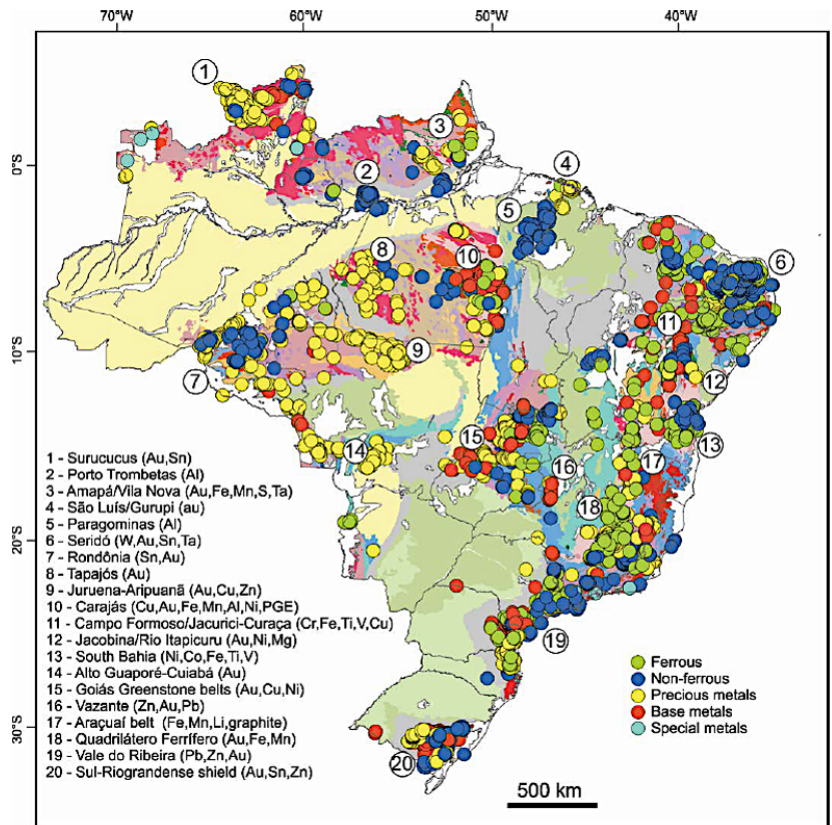 70°W 60°W 50°W 40°W
1
3
0°S
2
4
5
8
6
10
11
10°S
9
7
12
13
14
15
16
17
1 - Surucucus (Au,Sn)
2 - Porto Trombetas (Al)
3 - Amapá/Vila Nova (Au,Fe,Mn,S,Ta)
18
4 - São Luís/Gurupi (au)
5 - Paragominas (Al)
20°S
6 - Seridó (W,Au,Sn,Ta)
7 - Rondônia (Sn,Au)
8 - Tapajós (Au)
9 - Juruena-Aripuanã (Au,Cu,Zn)
10 - Carajás (Cu,Au,Fe,Mn,Al,Ni,PGE)
11 - Campo Formoso/Jacurici-Curaça (Cr,Fe,Ti,V,Cu)
12 - Jacobina/Rio Itapicuru (Au,Ni,Mg)
19
13 - South Bahia (Ni,Co,Fe,Ti,V)
14 - Alto Guaporé-Cuiabá (Au)
15 - Goiás Greenstone belts (Au,Cu,Ni)
16 - Vazante (Zn,Au,Pb)
17 - Araçuaí belt (Fe,Mn,Li,graphite)
18 - Quadrilátero Ferrífero (Au,Fe,Mn)
19 - Vale do Ribeira (Pb,Zn,Au)
20 - Sul-Riograndense shield (Au,Sn,Zn)
30°S
20
Ferrous
Non-ferrous
Precious metals
Base metals
Special metals
500 km